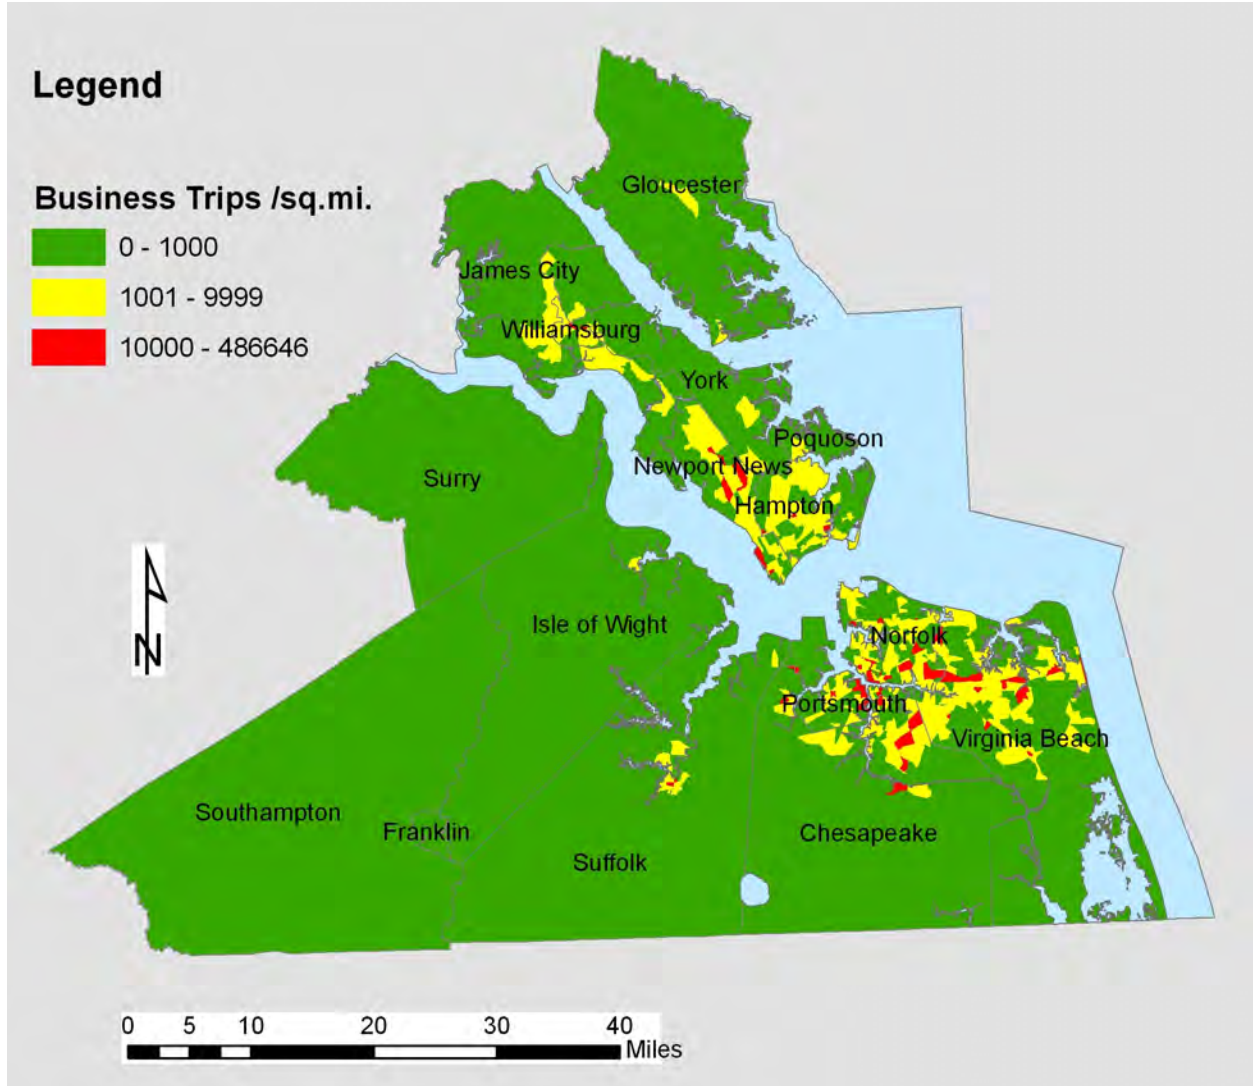 Legend
Business Trips /sq.mi.
0 - 1000
1001 - 9999
10000 - 486646
Gloucester
James City
Williamsburg
York
Poquoson
Newport News
Surry
Hampton
Isle of Wight
Norfolk
Portsmouth
Virginia Beach
Southampton
Franklin
Chesapeake
Suffolk
N
0 5 10 20 30 40
Miles